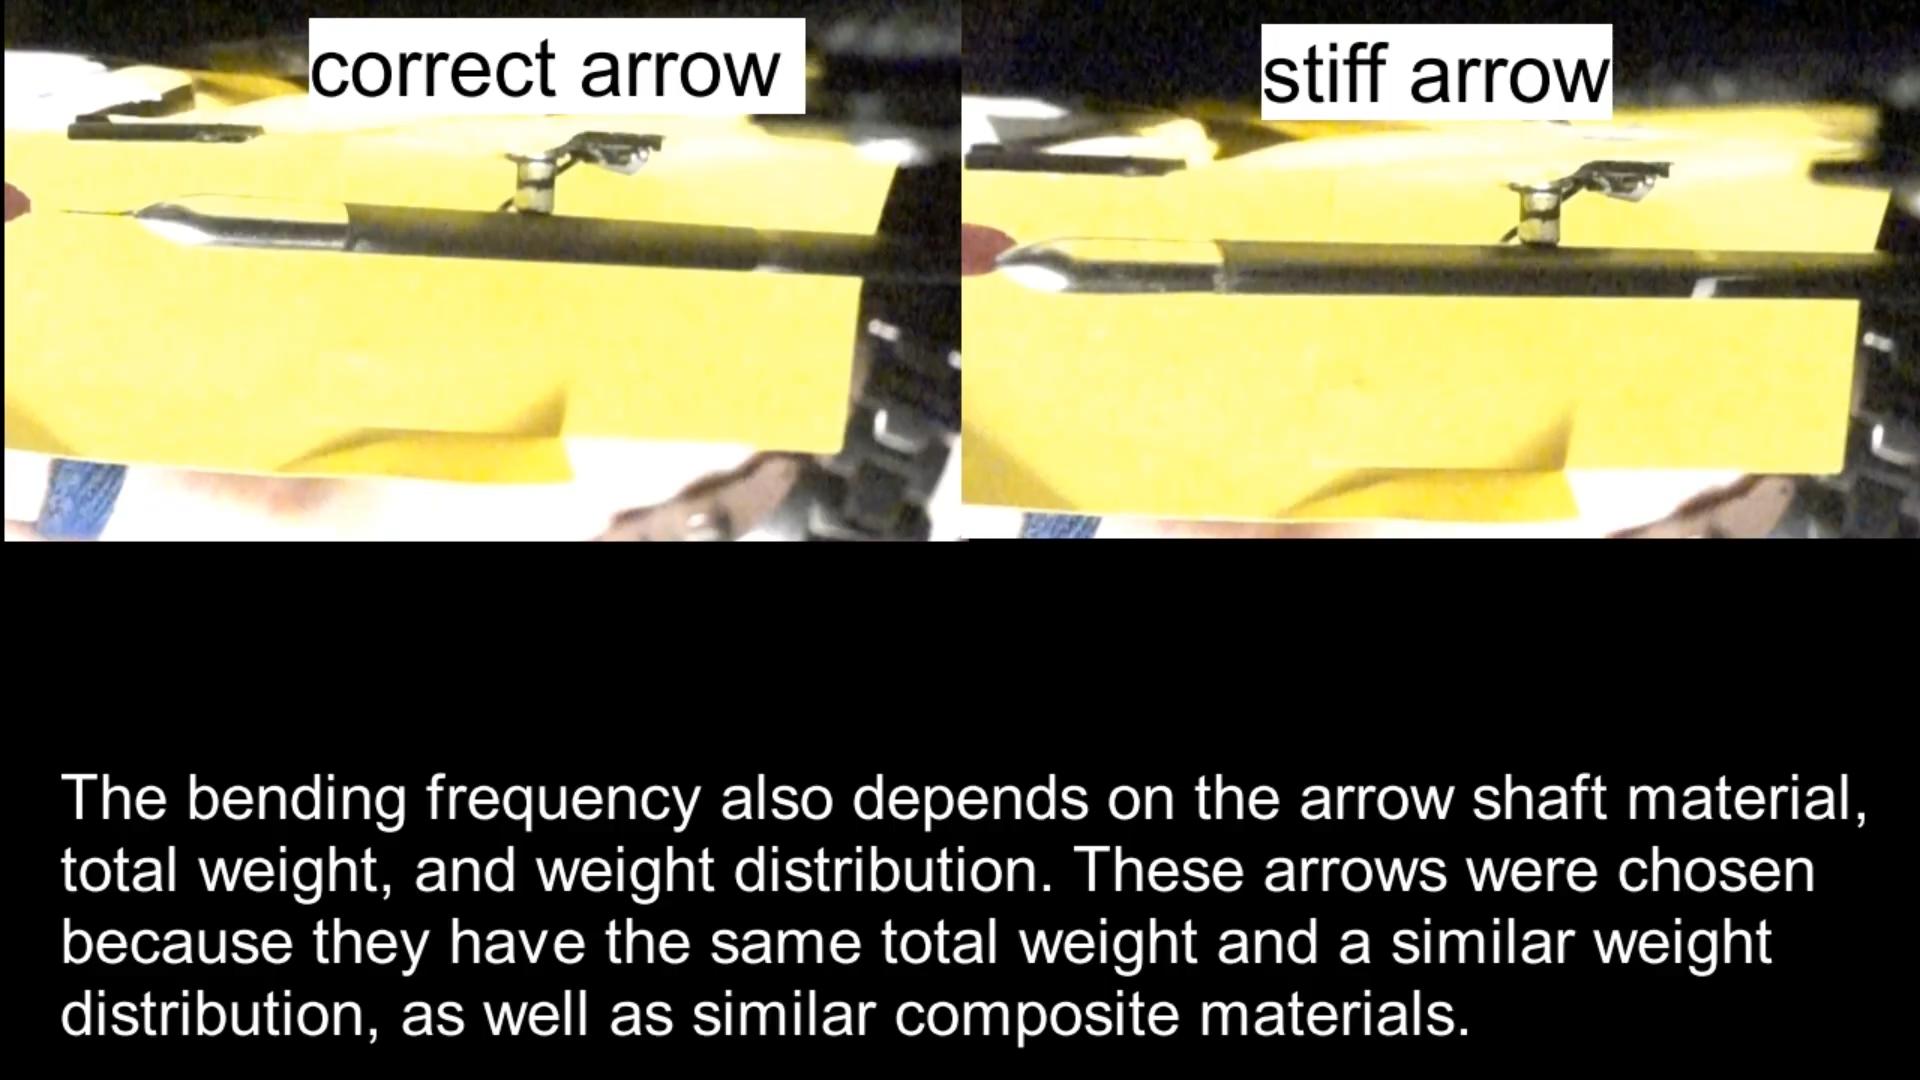 correct arrow
stiff arrow
The bending frequency also depends on the arrow shaft material,
total weight, and weight distribution. These arrows were chosen
because they have the same total weight and a similar weight
distribution, as well as similar composite materials.